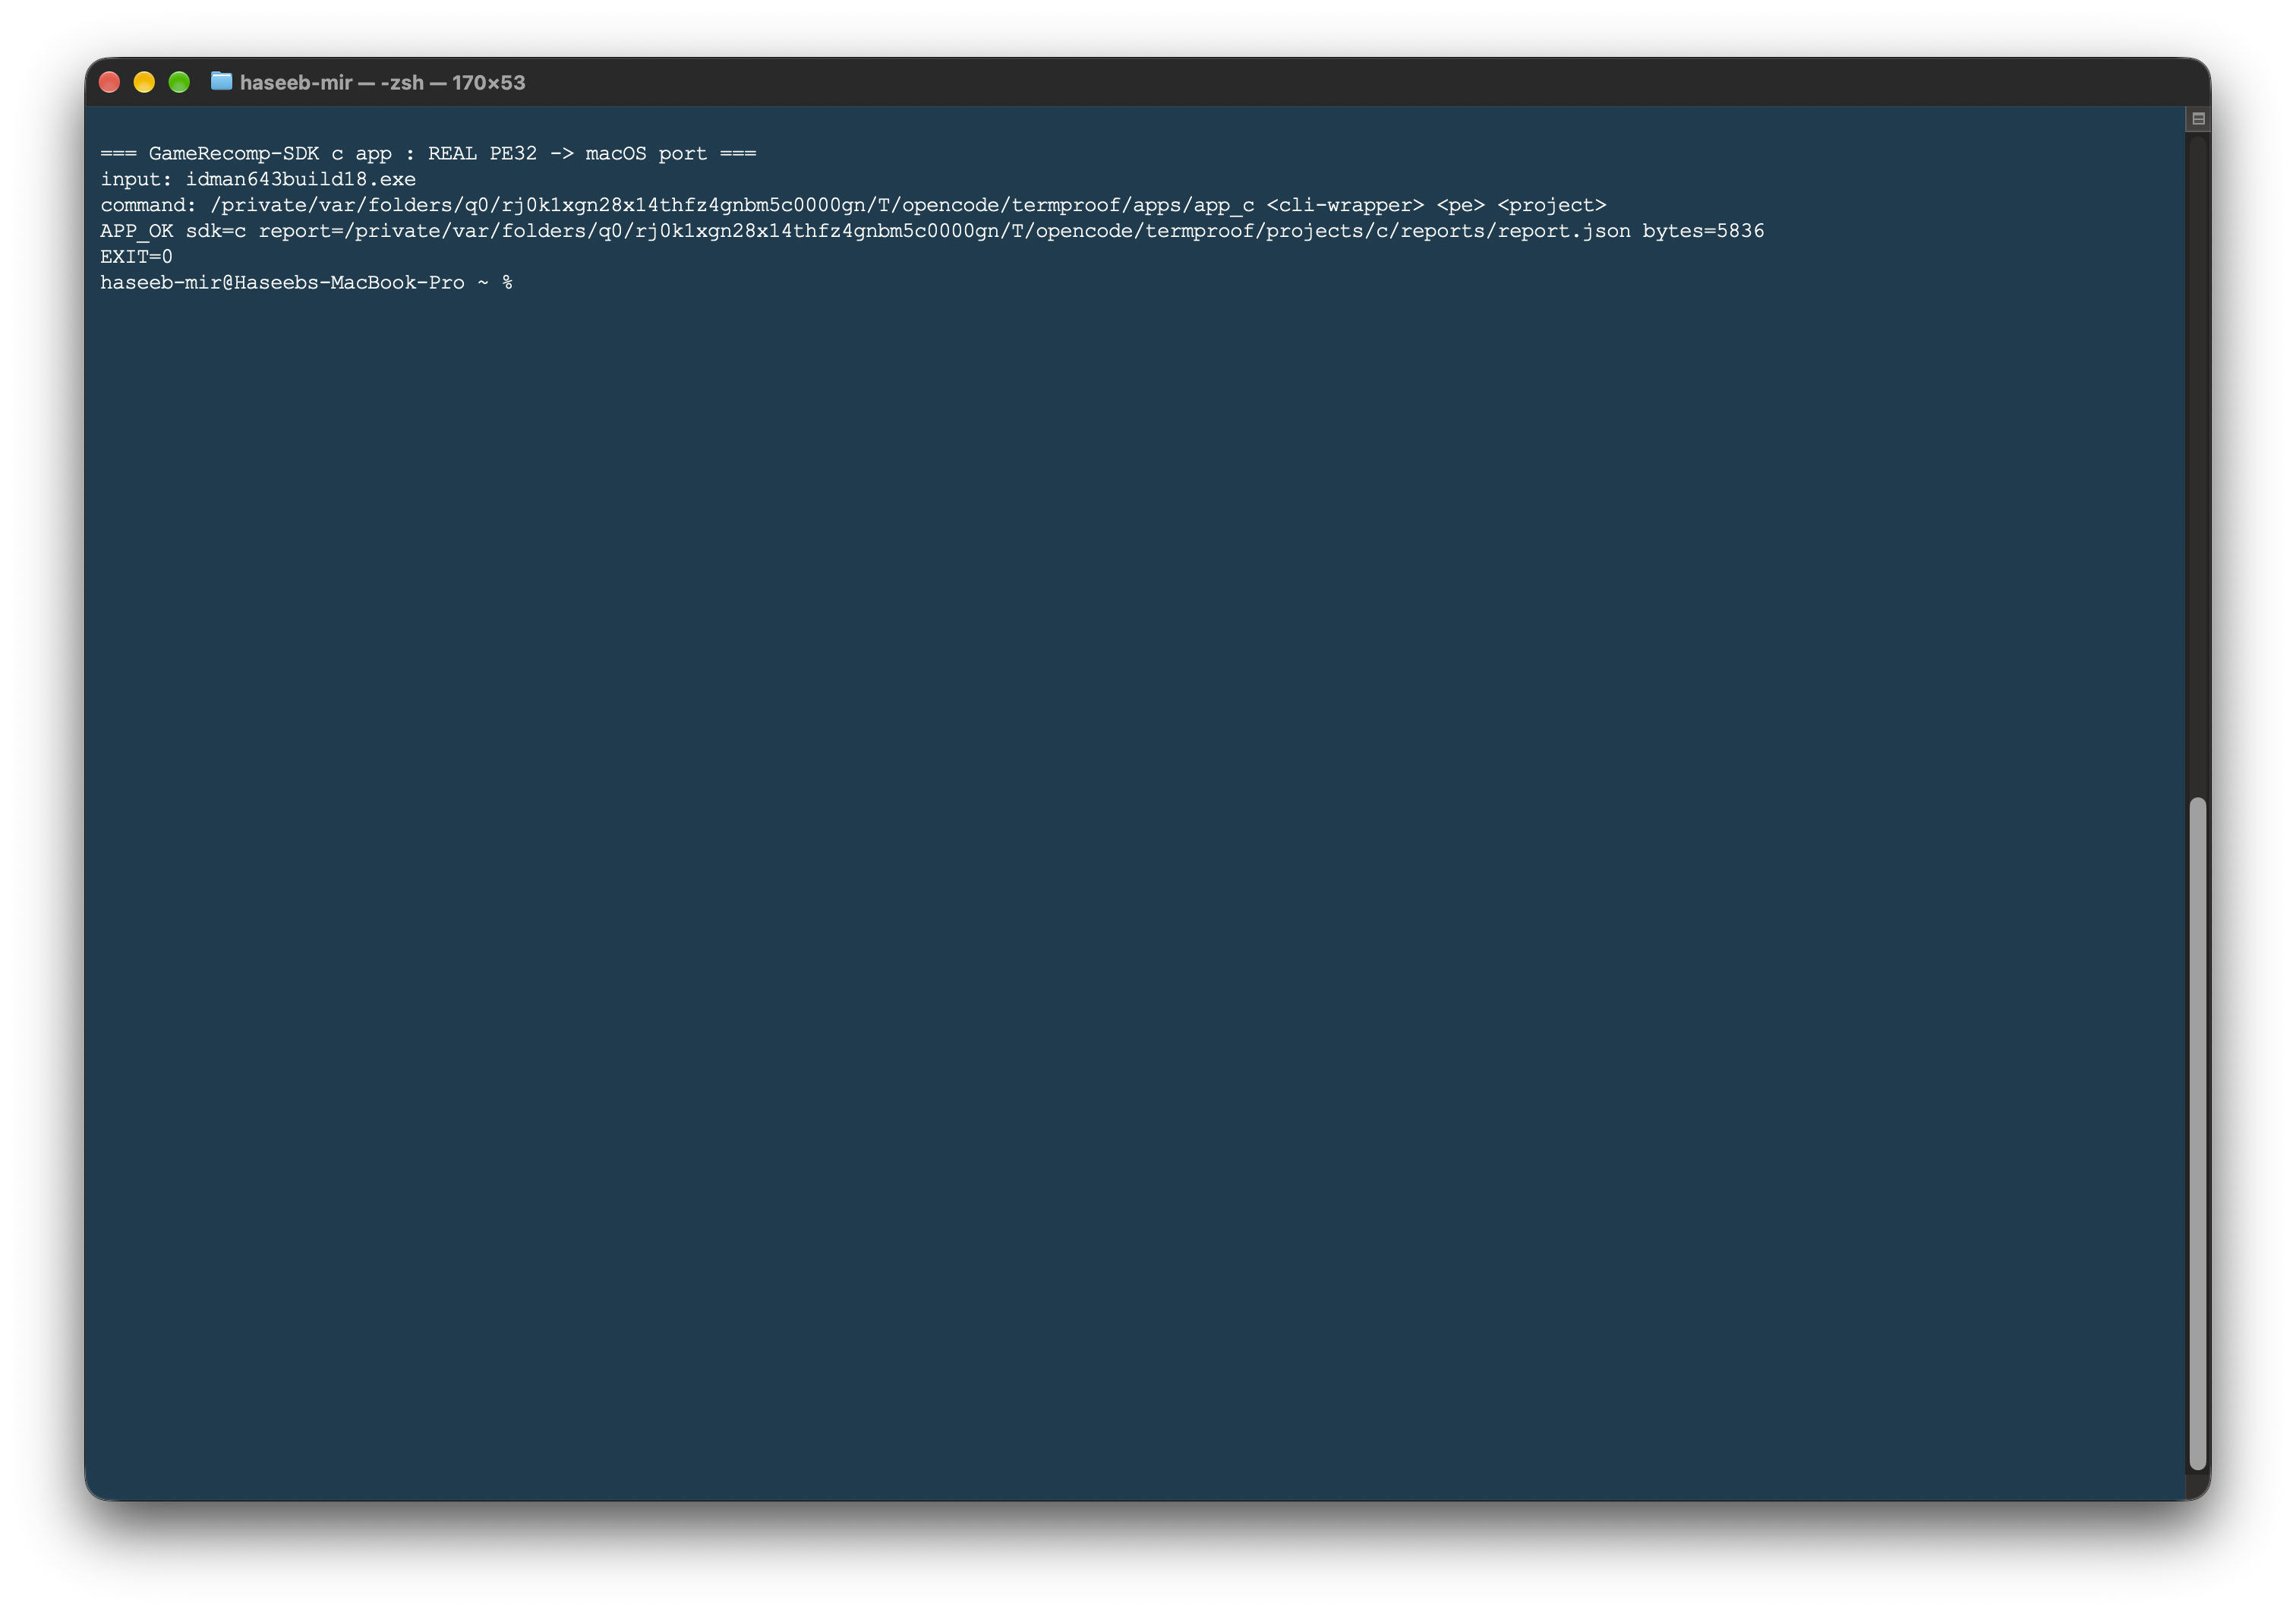 haseeb-mir — -zsh — 170×53
=== GameRecomp-SDK c app : REAL PE32 -> macOS port ===
input: idman643build18.exe
command: /private/var/folders/q0/rj0k1xgn28x14thfz4gnbm5c0000gn/T/opencode/termproof/apps/app_c <cli-wrapper> <pe> <project>
APP_OK sdk=c report=/private/var/folders/q0/rj0k1xgn28x14thfz4gnbm5c0000gn/T/opencode/termproof/projects/c/reports/report.json bytes=5836
EXIT=0
haseeb-mir@Haseebs-MacBook-Pro ~ %